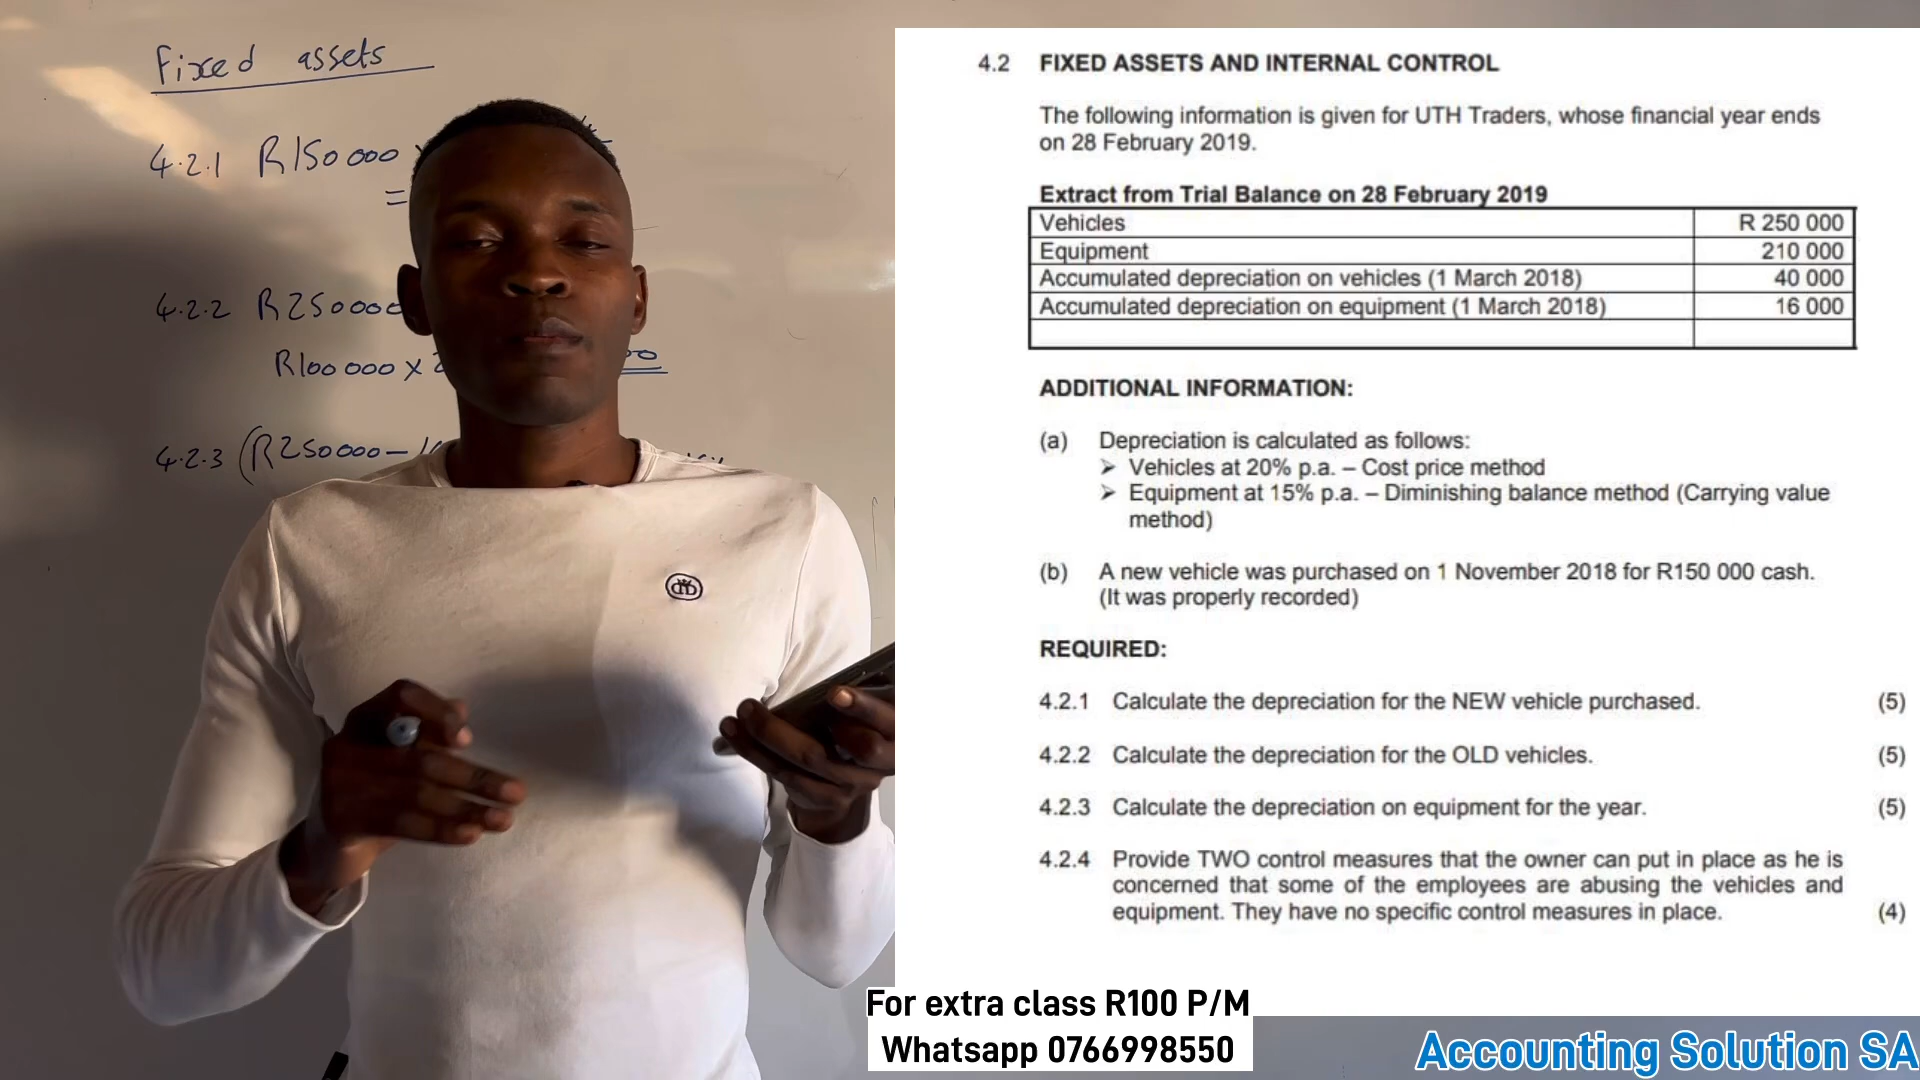 Fixed assets
4.2.1 R150 000
=
4.2.2 R250000
R100 000 x
4.2.3 (R250000 –
4.2 FIXED ASSETS AND INTERNAL CONTROL
The following information is given for UTH Traders, whose financial year ends
on 28 February 2019.
Extract from Trial Balance on 28 February 2019
Vehicles R 250 000
Equipment 210 000
Accumulated depreciation on vehicles (1 March 2018) 40 000
Accumulated depreciation on equipment (1 March 2018) 16 000
ADDITIONAL INFORMATION:
(a) Depreciation is calculated as follows:
➢ Vehicles at 20% p.a. – Cost price method
➢ Equipment at 15% p.a. – Diminishing balance method (Carrying value
method)
(b) A new vehicle was purchased on 1 November 2018 for R150 000 cash.
(It was properly recorded)
REQUIRED:
4.2.1 Calculate the depreciation for the NEW vehicle purchased. (5)
4.2.2 Calculate the depreciation for the OLD vehicles. (5)
4.2.3 Calculate the depreciation on equipment for the year. (5)
4.2.4 Provide TWO control measures that the owner can put in place as he is
concerned that some of the employees are abusing the vehicles and
equipment. They have no specific control measures in place. (4)
For extra class R100 P/M
Whatsapp 0766998550
Accounting Solution SA